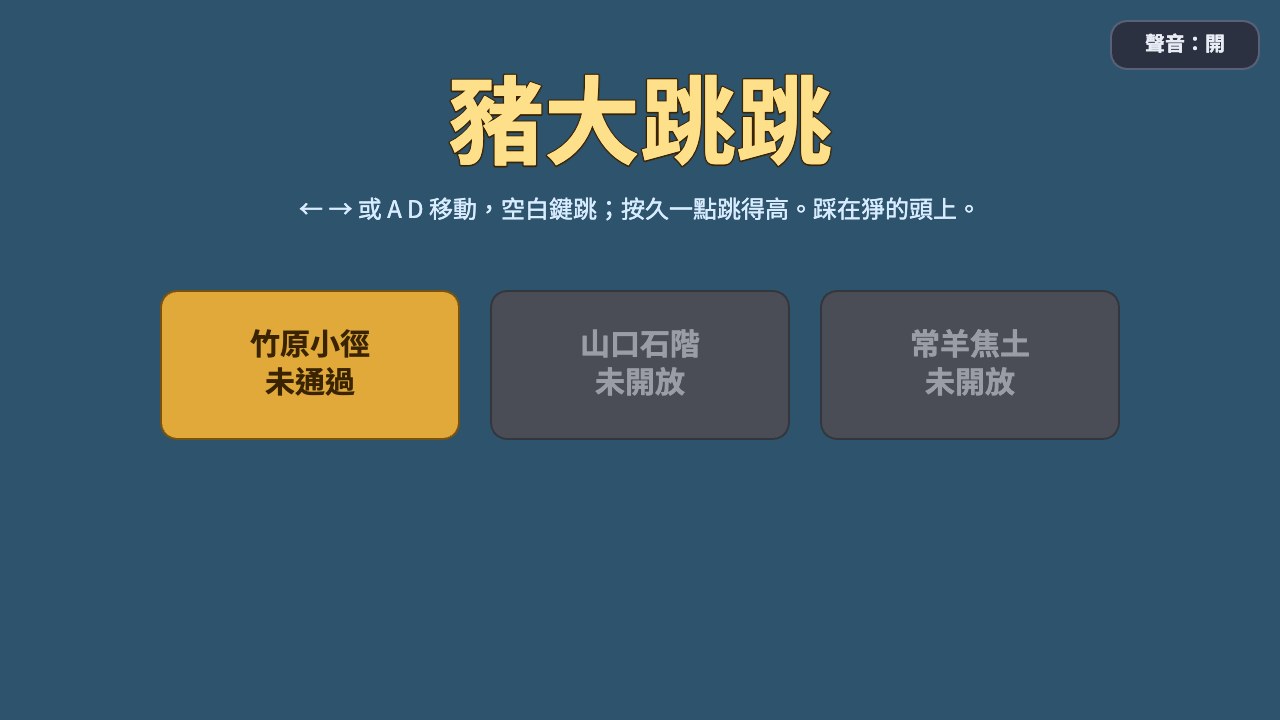 聲音：開
豬大跳跳
← → 或 A D 移動，空白鍵跳；按久一點跳得高。踩在猙的頭上。
竹原小徑
未通過
山口石階
未開放
常羊焦土
未開放